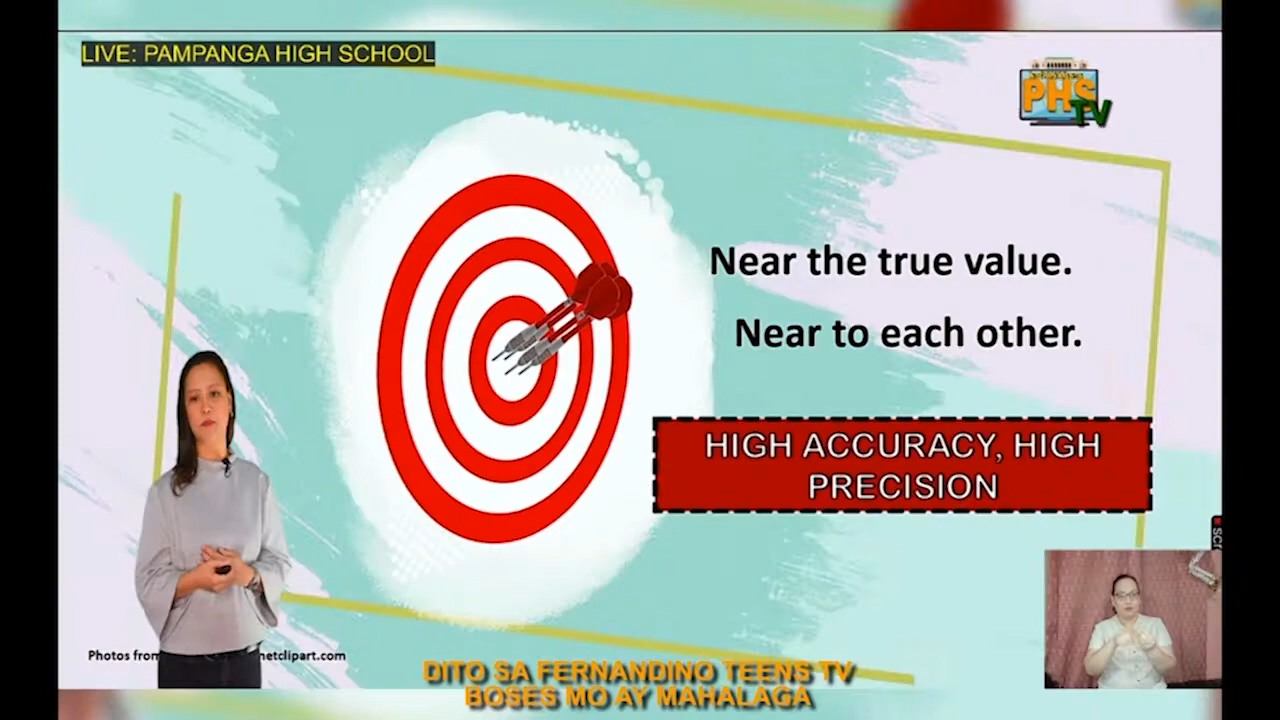 LIVE: PAMPANGA HIGH SCHOOL
PHS
TV
Near the true value.
Near to each other.
HIGH ACCURACY, HIGH
PRECISION
Photos from netclipart.com
DITO SA FERNANDINO TEENS TV
BOSES MO AY MAHALAGA